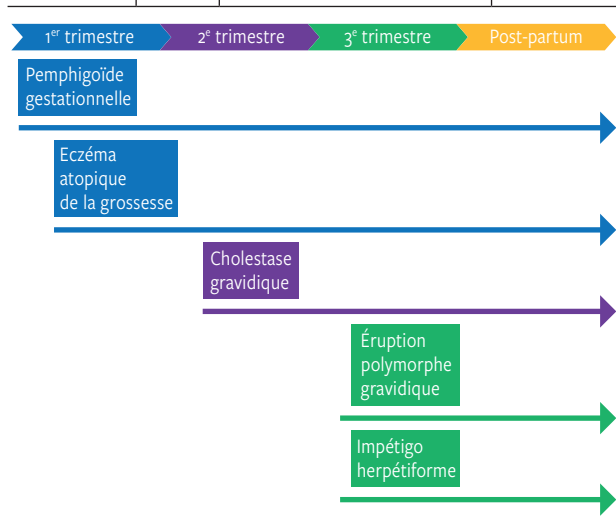 1er trimestre
2e trimestre
3e trimestre
Post-partum
Pemphigoïde
gestationnelle
Eczéma
atopique
de la grossesse
Cholestase
gravidique
Éruption
polymorphe
gravidique
Impétigo
herpétiforme